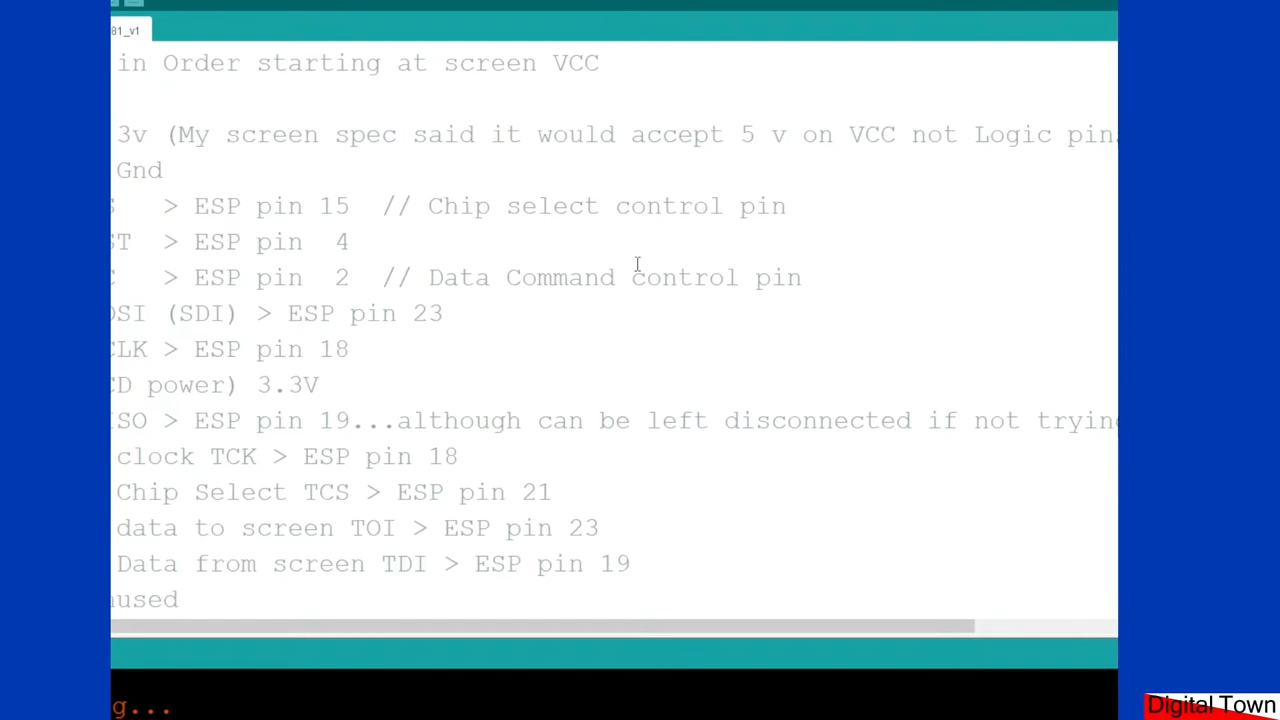 81_v1
in Order starting at screen VCC
3v (My screen spec said it would accept 5 v on VCC not Logic pin
Gnd
S > ESP pin 15 // Chip select control pin
ST > ESP pin 4
C > ESP pin 2 // Data Command control pin
OSI (SDI) > ESP pin 23
CLK > ESP pin 18
CD power) 3.3V
ISO > ESP pin 19...although can be left disconnected if not trying
clock TCK > ESP pin 18
Chip Select TCS > ESP pin 21
data to screen TOI > ESP pin 23
Data from screen TDI > ESP pin 19
used
g...
Digital Town